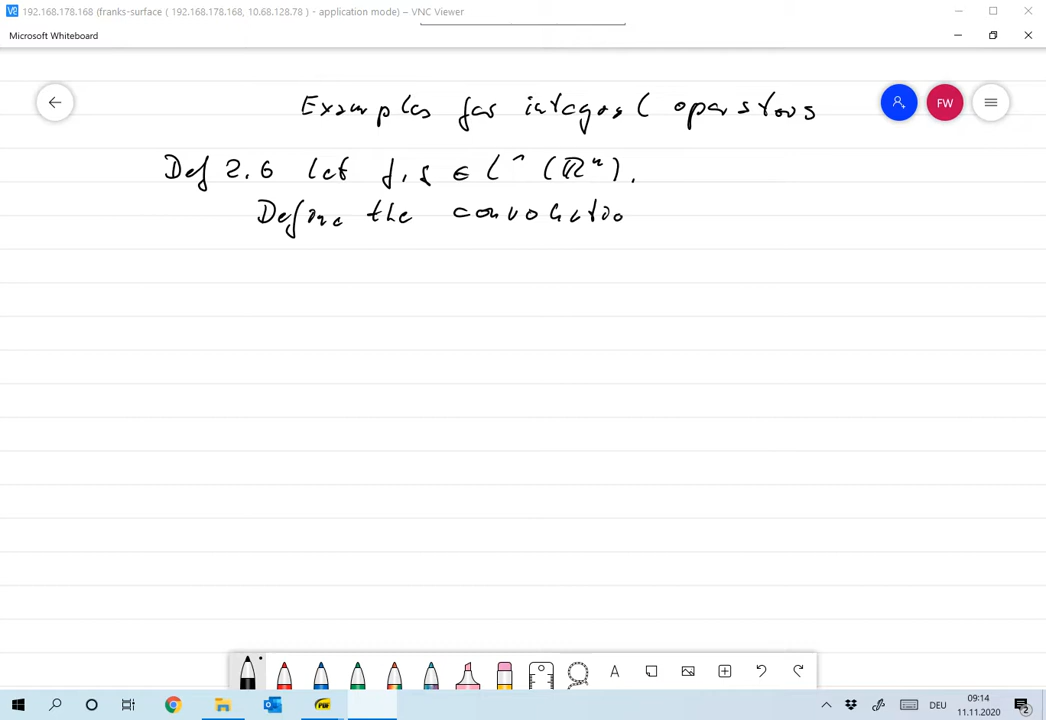 192.168.178.168 (franks-surface ( 192.168.178.168, 10.68.128.78 ) - application mode) – VNC Viewer
Microsoft Whiteboard
Examples for integral operators
FW
Def 2.6 Let f, g ∈ L¹ (ℝⁿ).
Define the convolutio
A
DEU
09:14
11.11.2020
2